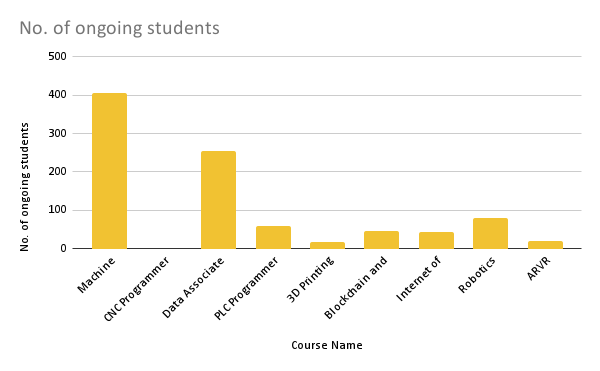 No. of ongoing students
No. of ongoing students
500
400
300
200
100
0
Machine
CNC Programmer
Data Associate
PLC Programmer
3D Printing
Blockchain and
Internet of
Robotics
ARVR
Course Name